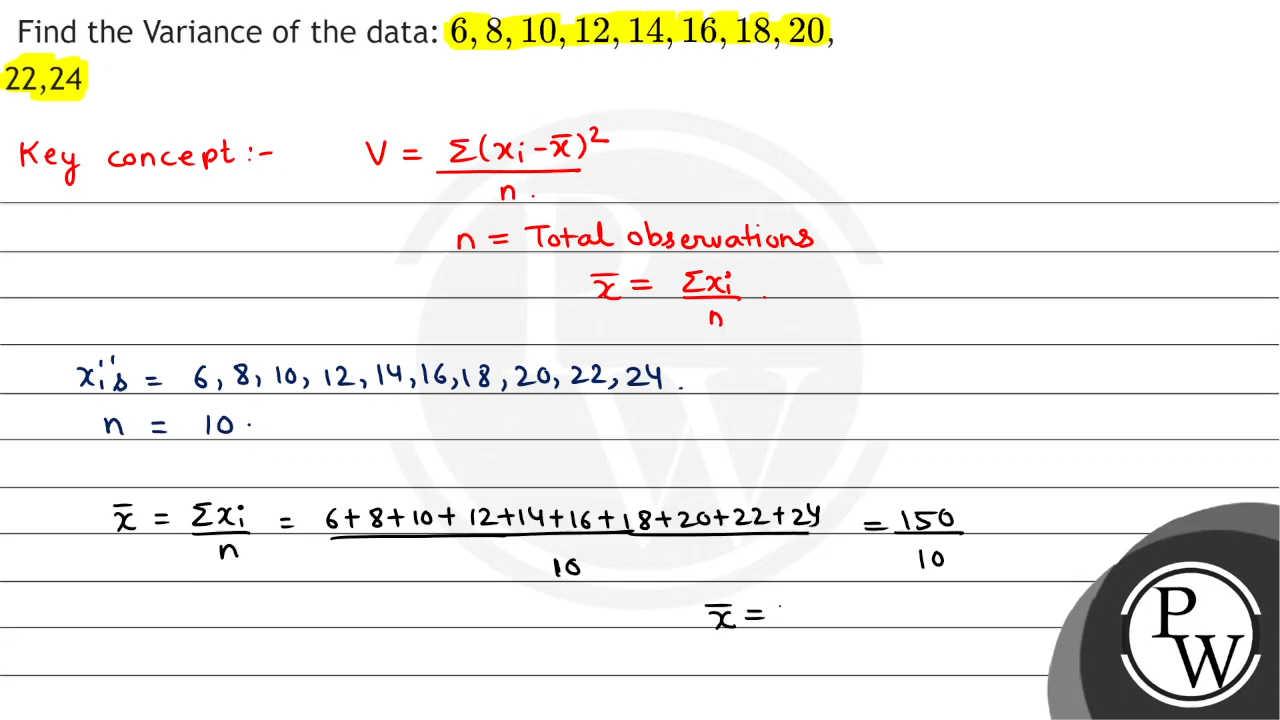 Find the Variance of the data: 6, 8, 10, 12, 14, 16, 18, 20,
22,24
Key concept :- V = Σ(xi - x̄)²
n
n = Total observations
x̄ = Σxi
n
xi's = 6, 8, 10, 12, 14, 16, 18, 20, 22, 24.
n = 10.
x̄ = Σxi = 6+8+10+12+14+16+18+20+22+24 = 150
n 10 10
x̄ =
P
W